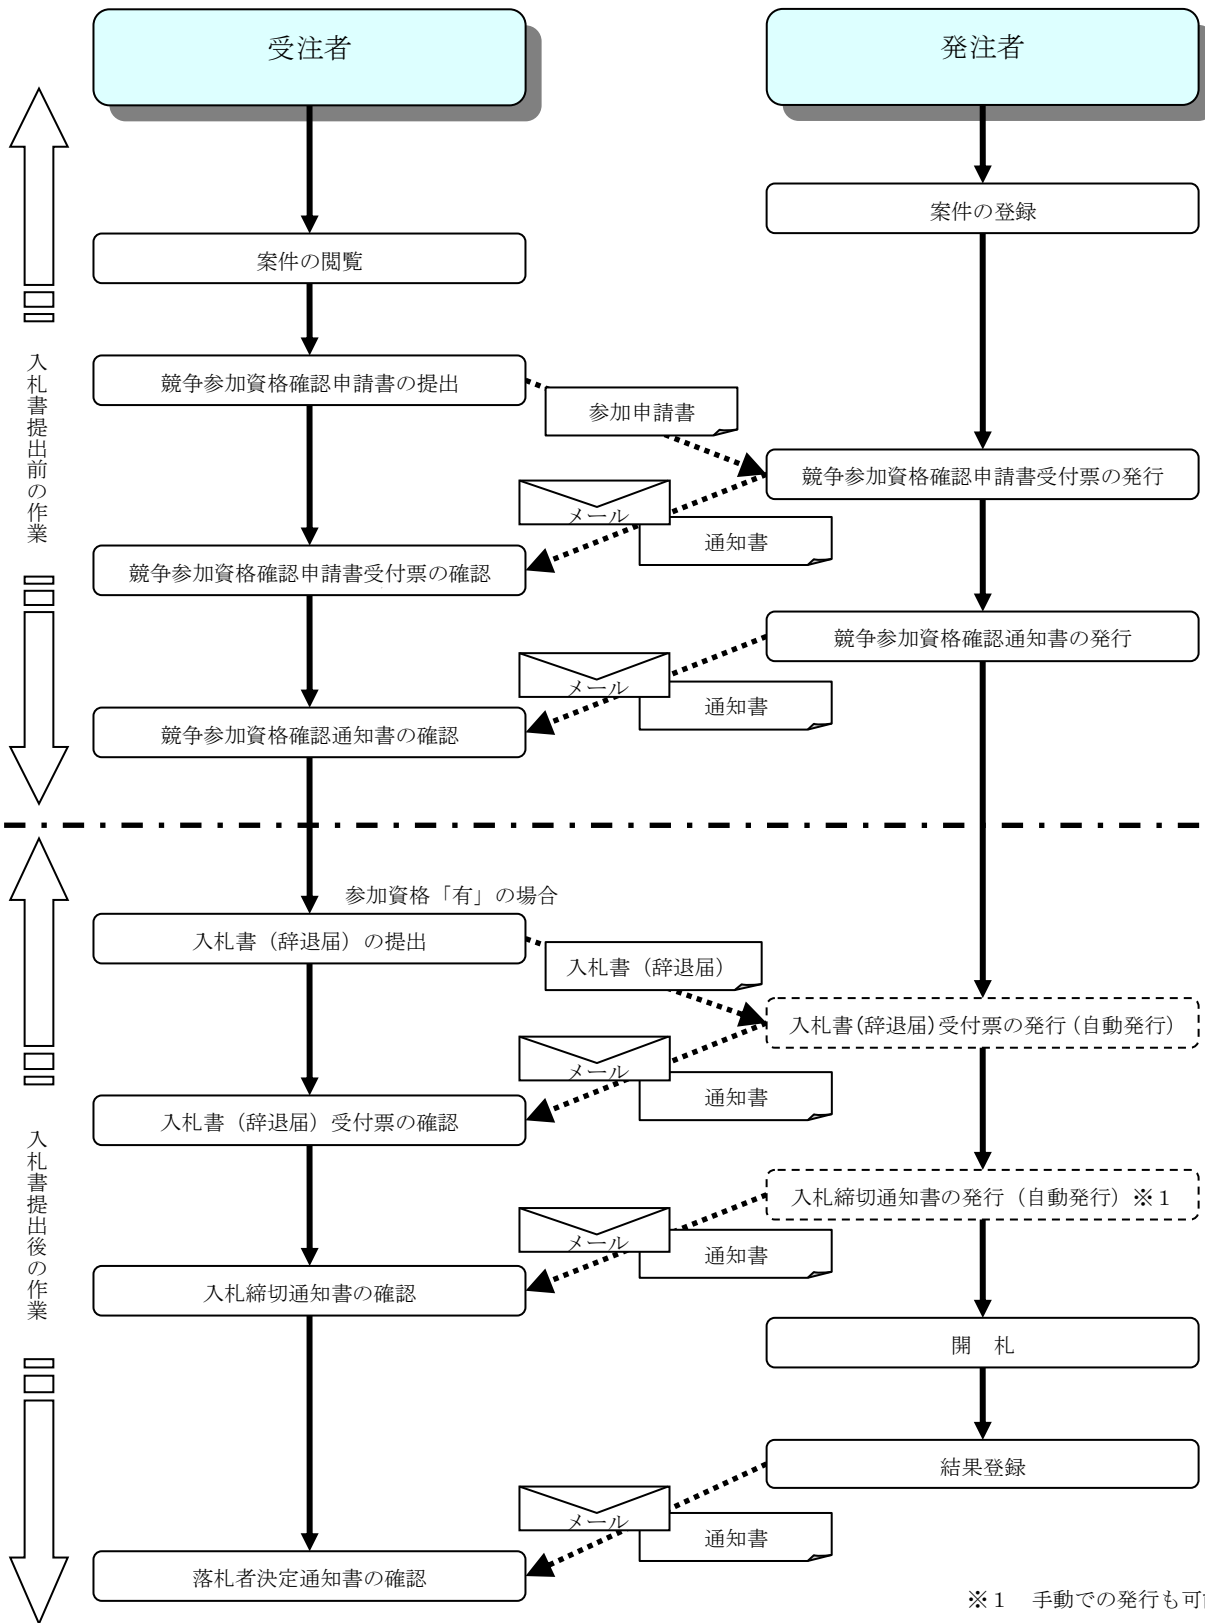 受注者
発注者
案件の登録
案件の閲覧
入札書提出前の作業
競争参加資格確認申請書の提出
参加申請書
競争参加資格確認申請書受付票の発行
メール
通知書
競争参加資格確認申請書受付票の確認
競争参加資格確認通知書の発行
メール
通知書
競争参加資格確認通知書の確認
参加資格「有」の場合
入札書（辞退届）の提出
入札書（辞退届）
入札書(辞退届)受付票の発行(自動発行)
メール
通知書
入札書（辞退届）受付票の確認
入札書提出後の作業
入札締切通知書の発行（自動発行）※１
メール
通知書
入札締切通知書の確認
開　札
結果登録
メール
通知書
落札者決定通知書の確認
※１　手動での発行も可